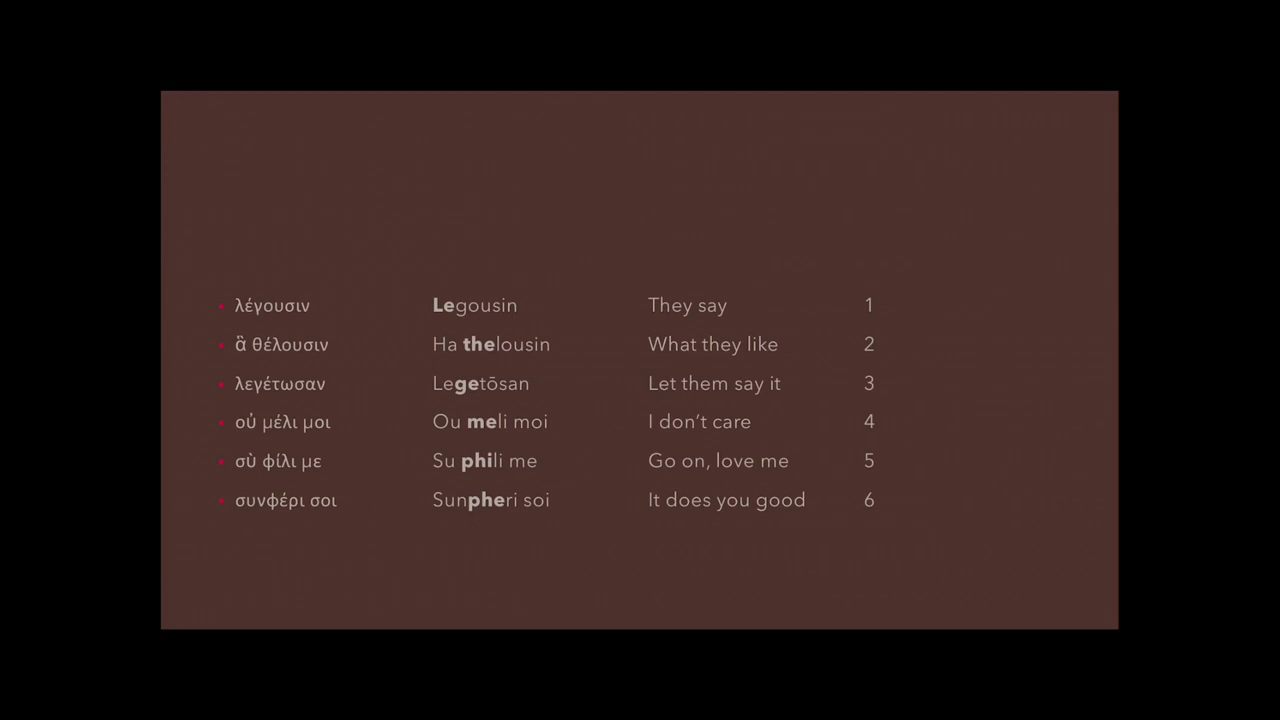 • λέγουσιν Legousin They say 1
• ἃ θέλουσιν Ha thelousin What they like 2
• λεγέτωσαν Legetōsan Let them say it 3
• οὐ μέλι μοι Ou meli moi I don’t care 4
• σὺ φίλι με Su phili me Go on, love me 5
• συνφέρι σοι Sunpheri soi It does you good 6